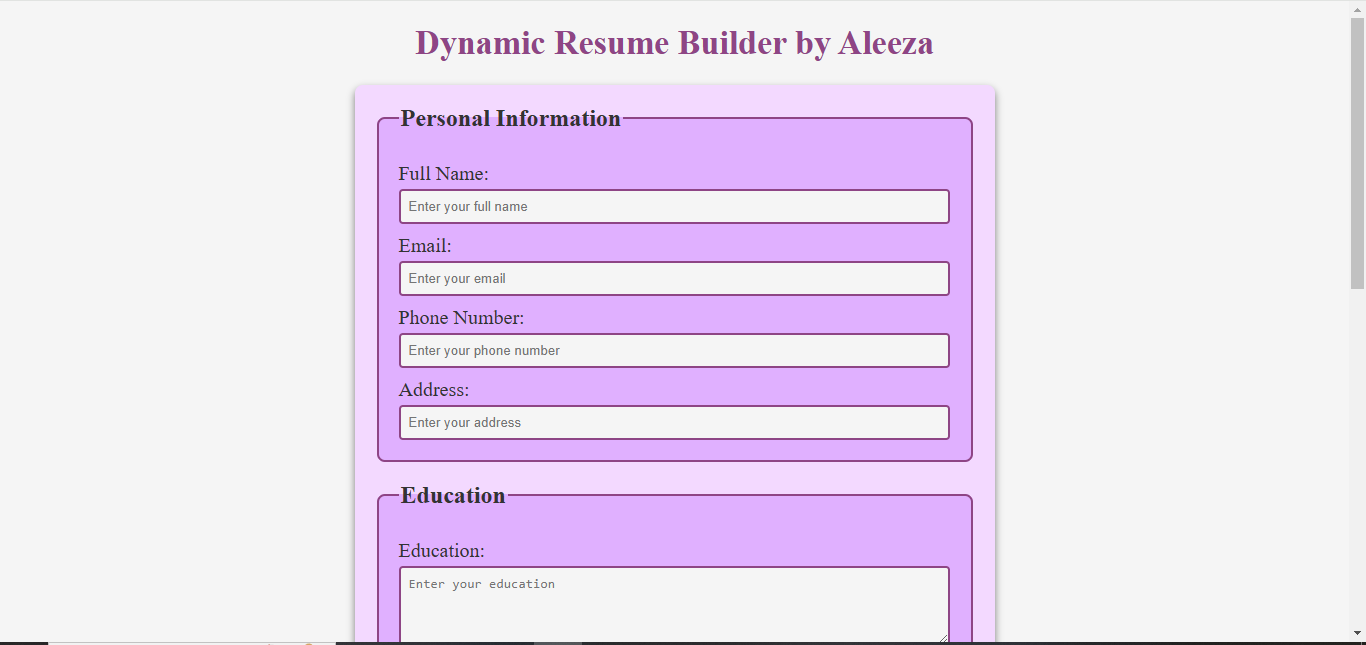 Dynamic Resume Builder by Aleeza
Personal Information
Full Name:
Enter your full name
Email:
Enter your email
Phone Number:
Enter your phone number
Address:
Enter your address
Education
Education:
Enter your education